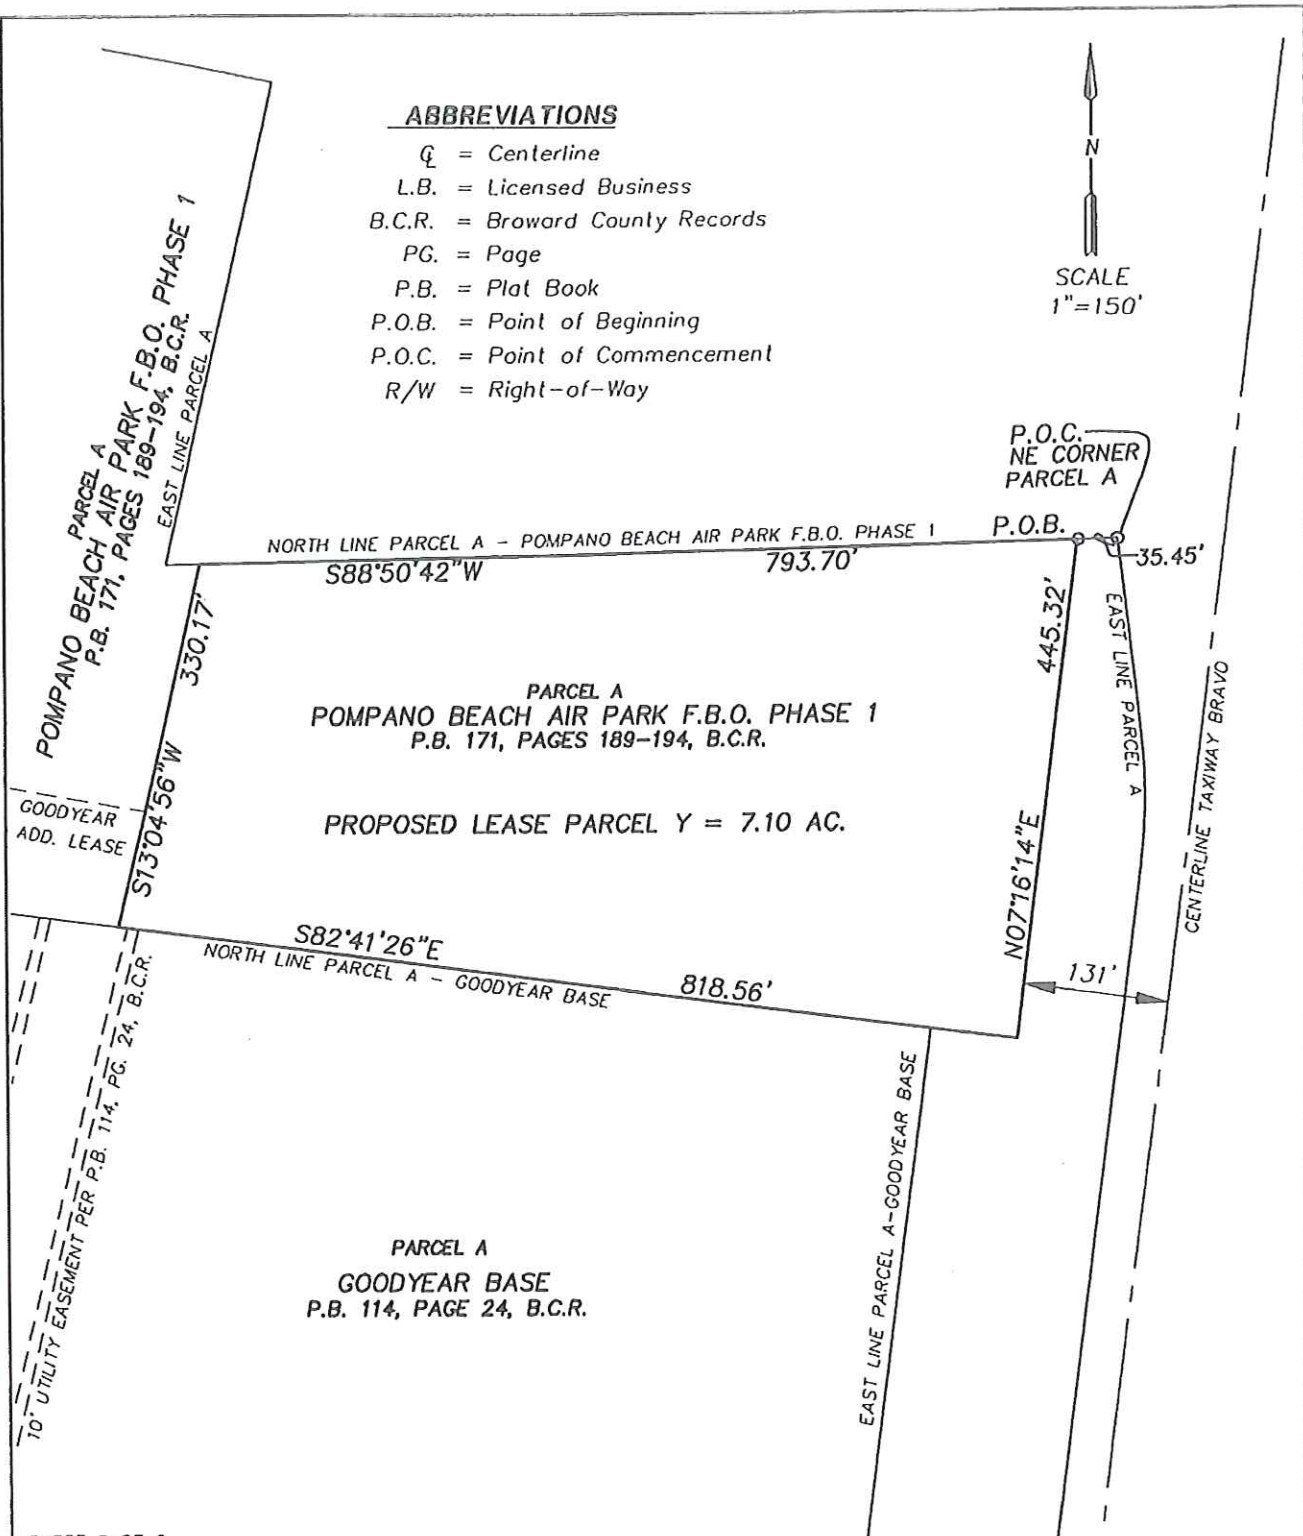 ABBREVIATIONS
℄ = Centerline
L.B. = Licensed Business
B.C.R. = Broward County Records
PG. = Page
P.B. = Plat Book
P.O.B. = Point of Beginning
P.O.C. = Point of Commencement
R/W = Right-of-Way
N
SCALE
1"=150'
PARCEL A
POMPANO BEACH AIR PARK F.B.O. PHASE 1
P.B. 171, PAGES 189-194, B.C.R.
EAST LINE PARCEL A
P.O.C.
NE CORNER
PARCEL A
NORTH LINE PARCEL A - POMPANO BEACH AIR PARK F.B.O. PHASE 1
P.O.B.
35.45'
S88°50'42"W
793.70'
330.17'
S13°04'56"W
445.32'
N07°16'14"E
EAST LINE PARCEL A
CENTERLINE TAXIWAY BRAVO
PARCEL A
POMPANO BEACH AIR PARK F.B.O. PHASE 1
P.B. 171, PAGES 189-194, B.C.R.
PROPOSED LEASE PARCEL Y = 7.10 AC.
GOODYEAR
ADD. LEASE
S82°41'26"E
818.56'
NORTH LINE PARCEL A - GOODYEAR BASE
131'
10' UTILITY EASEMENT PER P.B. 114, PG. 24, B.C.R.
EAST LINE PARCEL A-GOODYEAR BASE
PARCEL A
GOODYEAR BASE
P.B. 114, PAGE 24, B.C.R.